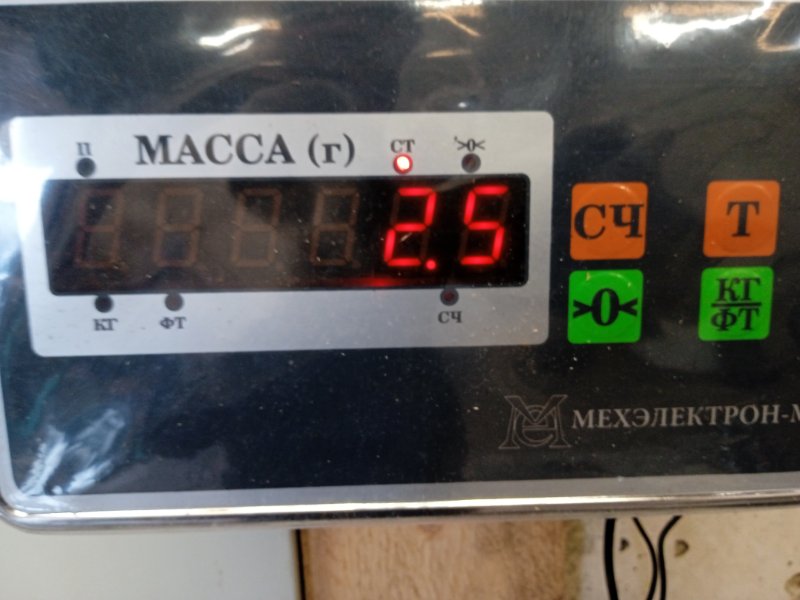 П МАССА (г) СТ >0<
2.5
КГ ФТ СЧ
СЧ Т
>0< КГ/ФТ
МЕХЭЛЕКТРОН-М